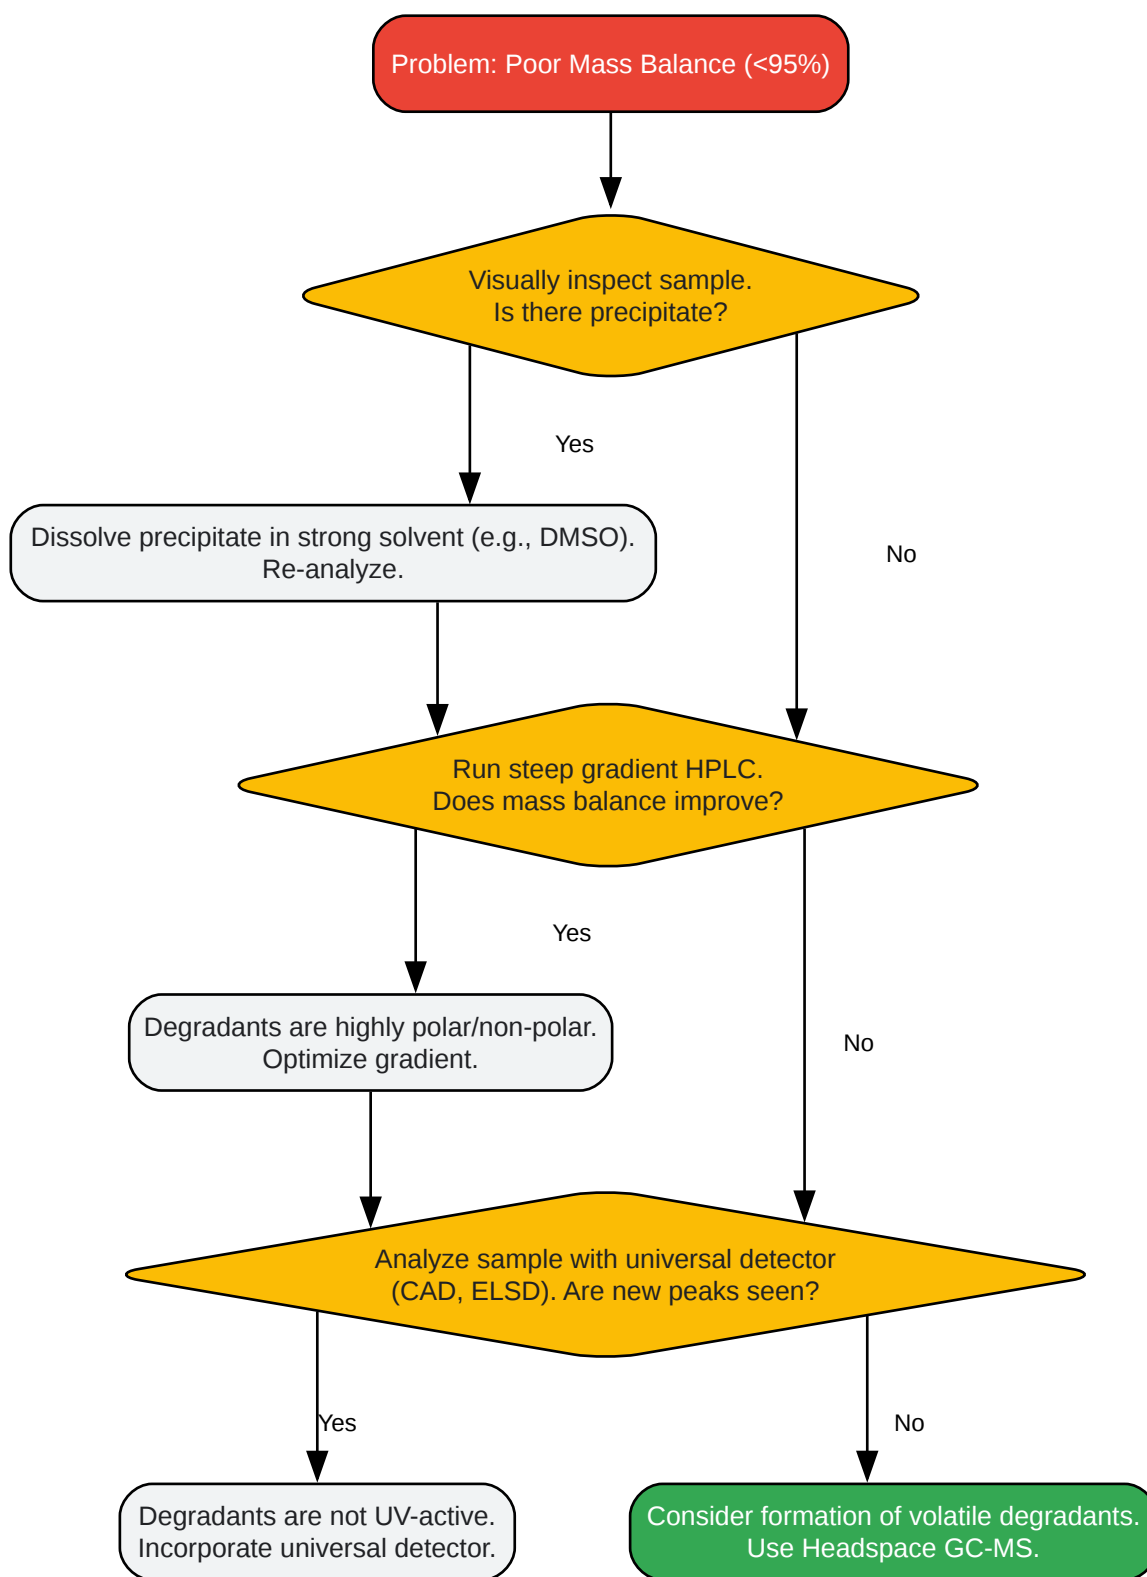 Problem: Poor Mass Balance (<95%)
Visually inspect sample.
Is there precipitate?
Yes
Dissolve precipitate in strong solvent (e.g., DMSO).
Re-analyze.
No
Run steep gradient HPLC.
Does mass balance improve?
Yes
Degradants are highly polar/non-polar.
Optimize gradient.
No
Analyze sample with universal detector
(CAD, ELSD). Are new peaks seen?
Yes
No
Degradants are not UV-active.
Incorporate universal detector.
Consider formation of volatile degradants.
Use Headspace GC-MS.